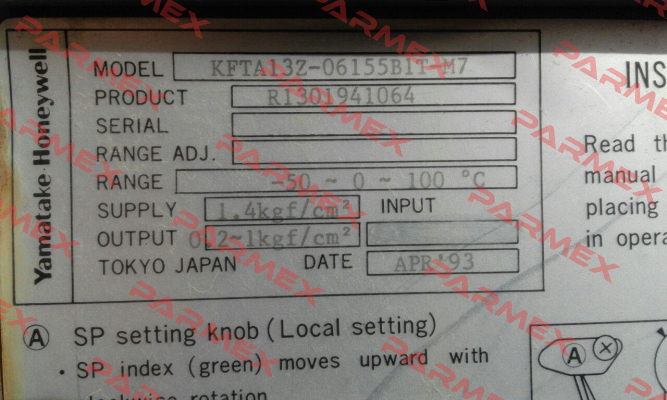 Yamatake-Honeywell
MODEL KFTA13Z-06155B1T-M7
PRODUCT R1301941064
SERIAL
RANGE ADJ.
RANGE -50 ~ 0 ~ 100 °C
SUPPLY 1.4kgf/cm² INPUT
OUTPUT 0.2~1kgf/cm²
TOKYO JAPAN DATE APR'93
INS
Read th
manual
placing
in opera
Ⓐ SP setting knob (Local setting)
· SP index (green) moves upward with
lockwise rotation
A
PARMEX